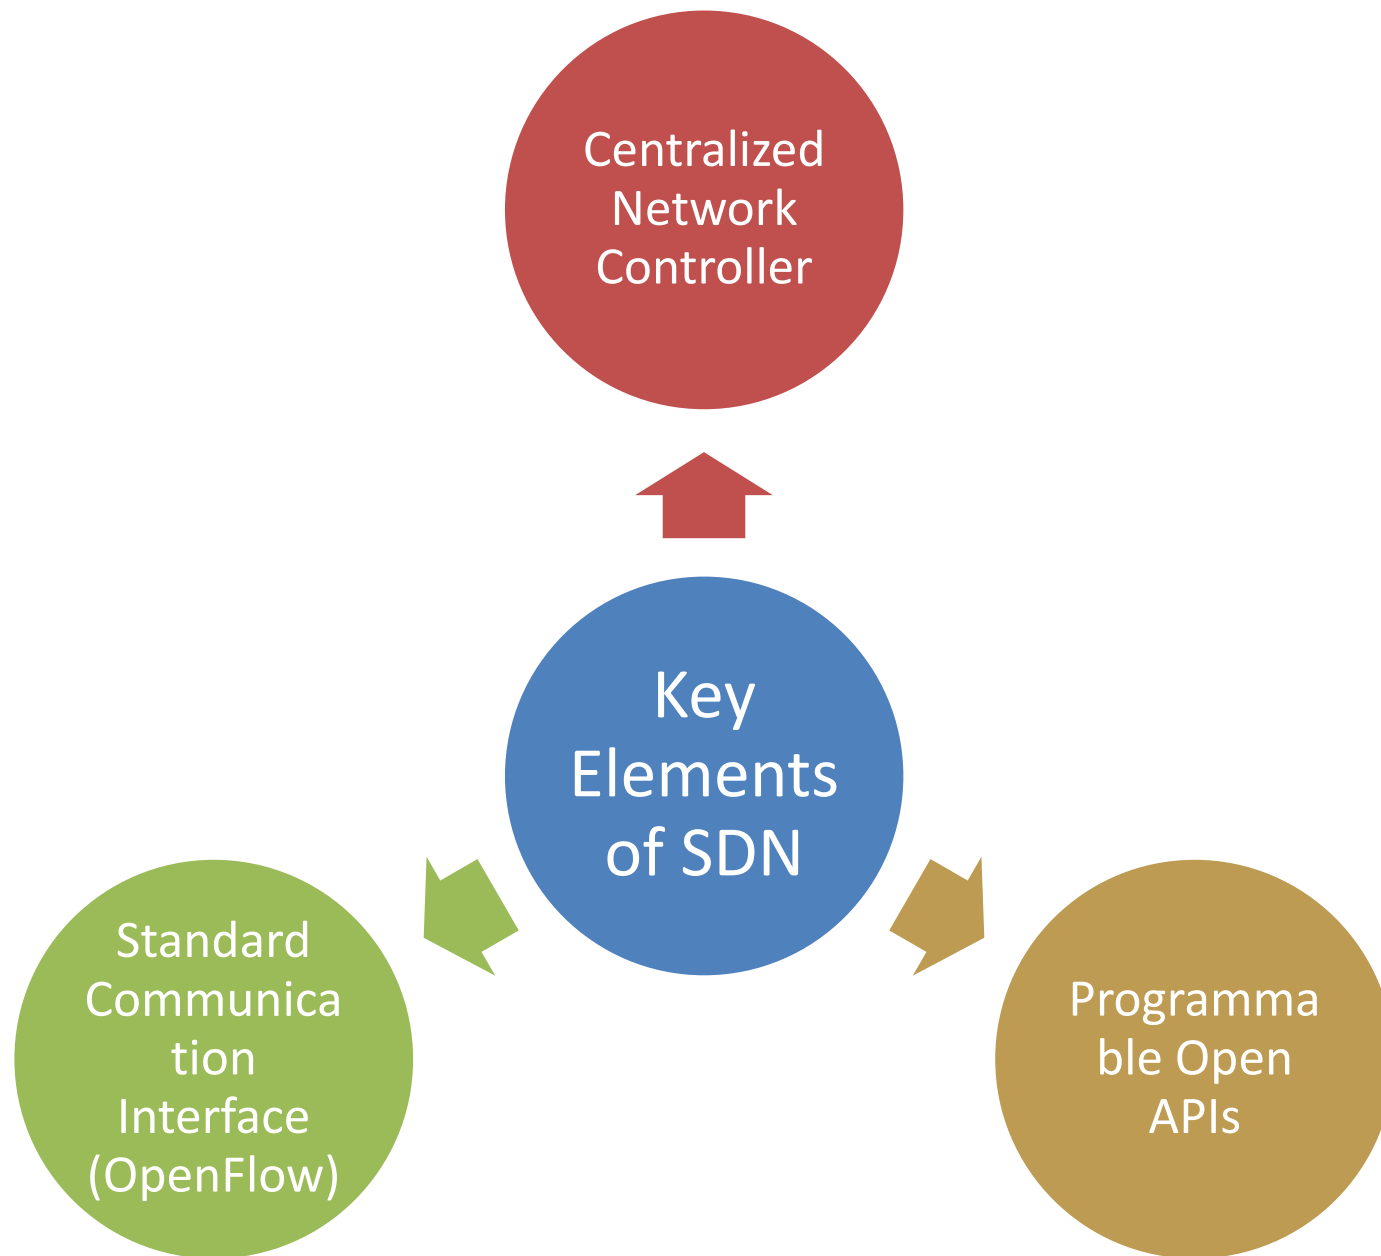 Centralized
Network
Controller
Key
Elements
of SDN
Standard
Communica
tion
Interface
(OpenFlow)
Programma
ble Open
APIs